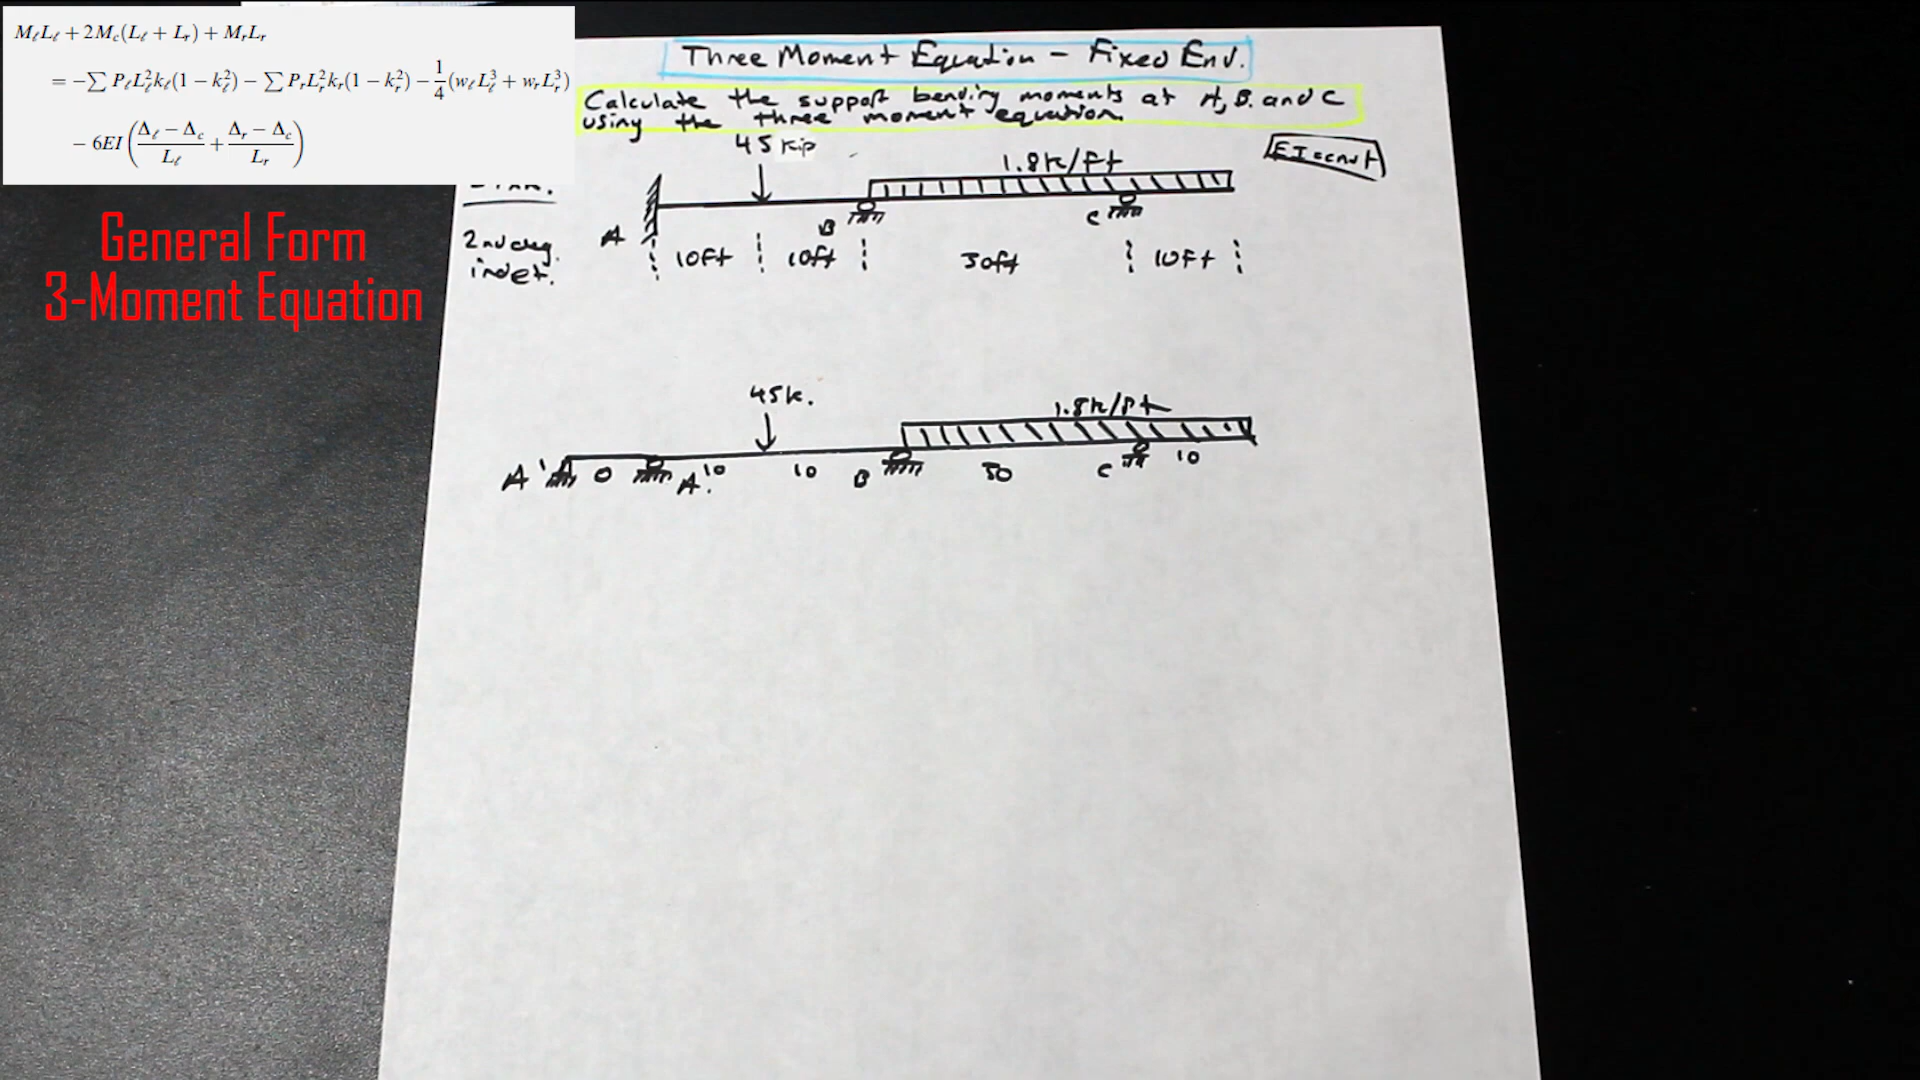 M_ℓL_ℓ + 2M_c(L_ℓ + L_r) + M_rL_r
= −∑ P_ℓL_ℓ²k_ℓ(1 − k_ℓ²) − ∑ P_rL_r²k_r(1 − k_r²) − 1/4(w_ℓL_ℓ³ + w_rL_r³)
− 6EI((Δ_ℓ − Δ_c)/L_ℓ + (Δ_r − Δ_c)/L_r)
General Form
3-Moment Equation
Three Moment Equation - Fixed End.
Calculate the support bending moments at A, B. and C
using the three moment equation.
45 kip
1.8k/ft
A
B
C
2nd deg.
indet.
10ft
10ft
30ft
10ft
45k.
1.8k/ft
A'
0
A.
10
10
B
30
C
10